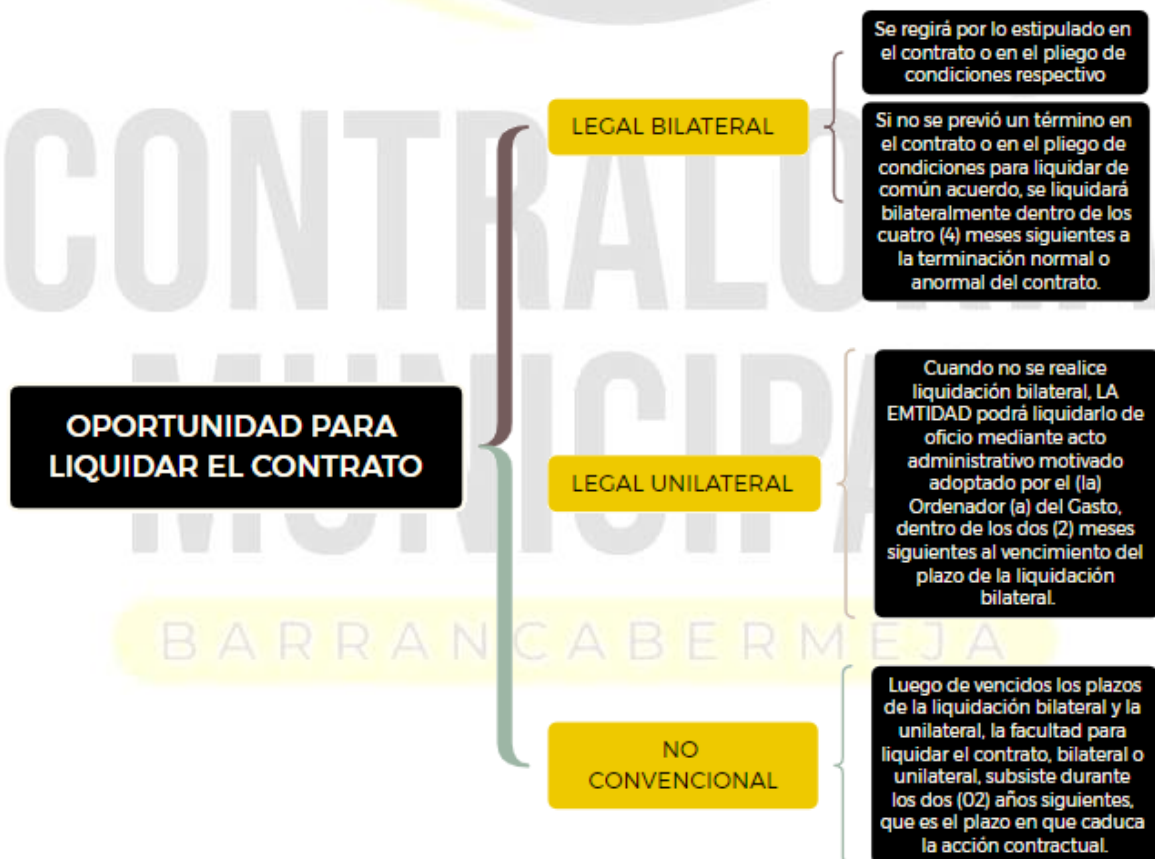 OPORTUNIDAD PARA
LIQUIDAR EL CONTRATO
LEGAL BILATERAL
Se regirá por lo estipulado en
el contrato o en el pliego de
condiciones respectivo
Si no se previó un término en
el contrato o en el pliego de
condiciones para liquidar de
común acuerdo, se liquidará
bilateralmente dentro de los
cuatro (4) meses siguientes a
la terminación normal o
anormal del contrato.
LEGAL UNILATERAL
Cuando no se realice
liquidación bilateral, LA
EMTIDAD podrá liquidarlo de
oficio mediante acto
administrativo motivado
adoptado por el (la)
Ordenador (a) del Gasto,
dentro de los dos (2) meses
siguientes al vencimiento del
plazo de la liquidación
bilateral.
NO
CONVENCIONAL
Luego de vencidos los plazos
de la liquidación bilateral y la
unilateral, la facultad para
liquidar el contrato, bilateral o
unilateral, subsiste durante
los dos (02) años siguientes,
que es el plazo en que caduca
la acción contractual.
BARRANCABERMEJA